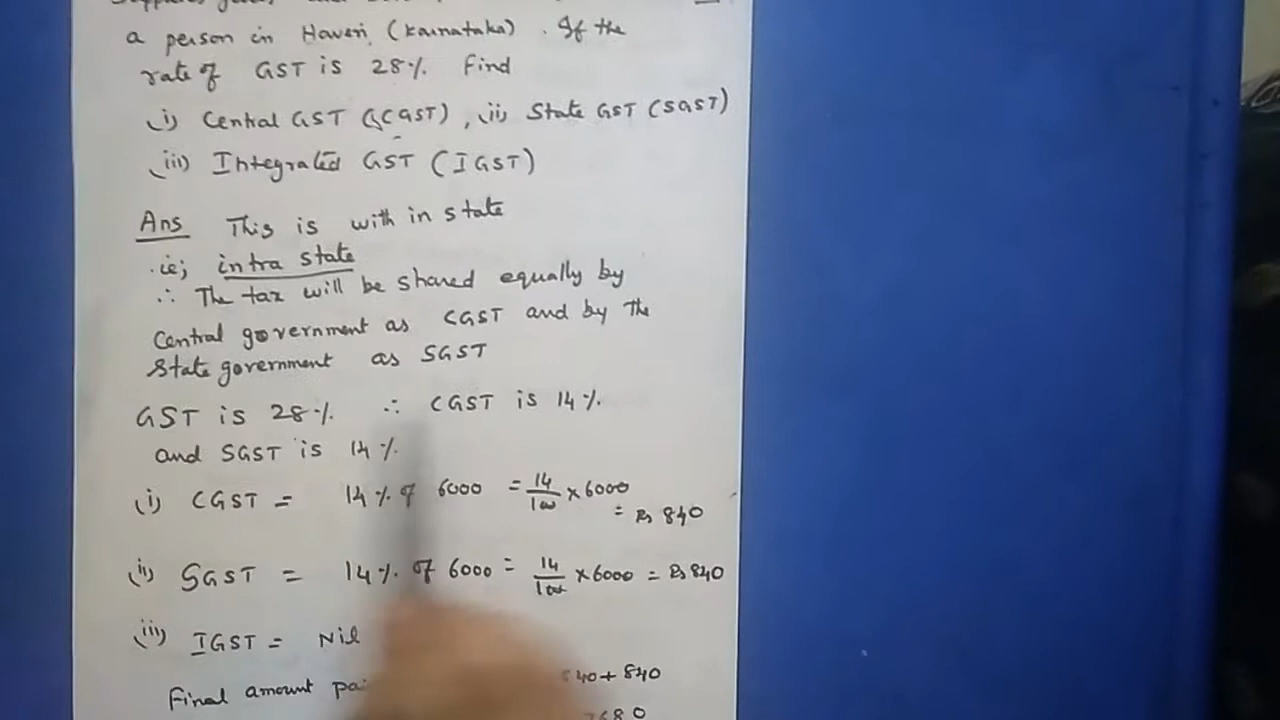 a person in Haveri (Karnataka). If the
rate of GST is 28% Find
(i) Central GST (CGST), (ii) State GST (SGST)
(iii) Integrated GST (IGST)
Ans This is with in state
ie; intra state
∴ The tax will be shared equally by
Central government as CGST and by the
State government as SGST
GST is 28% ∴ CGST is 14%
and SGST is 14%
(i) CGST = 14% of 6000 = 14/100 × 6000
= Rs 840
(ii) SGST = 14% of 6000 = 14/100 × 6000 = Rs 840
(iii) IGST = Nil
Final amount 40 + 840
680